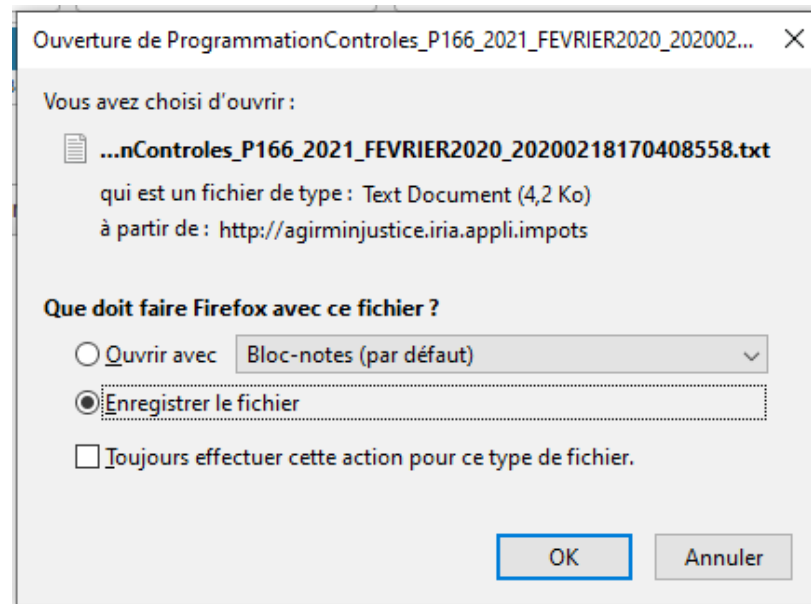 Ouverture de ProgrammationControles_P166_2021_FEVRIER2020_202002...
Vous avez choisi d'ouvrir :
...nControles_P166_2021_FEVRIER2020_20200218170408558.txt
qui est un fichier de type : Text Document (4,2 Ko)
à partir de : http://agirminjustice.iria.appli.impots
Que doit faire Firefox avec ce fichier ?
Ouvrir avec Bloc-notes (par défaut)
Enregistrer le fichier
Toujours effectuer cette action pour ce type de fichier.
OK Annuler